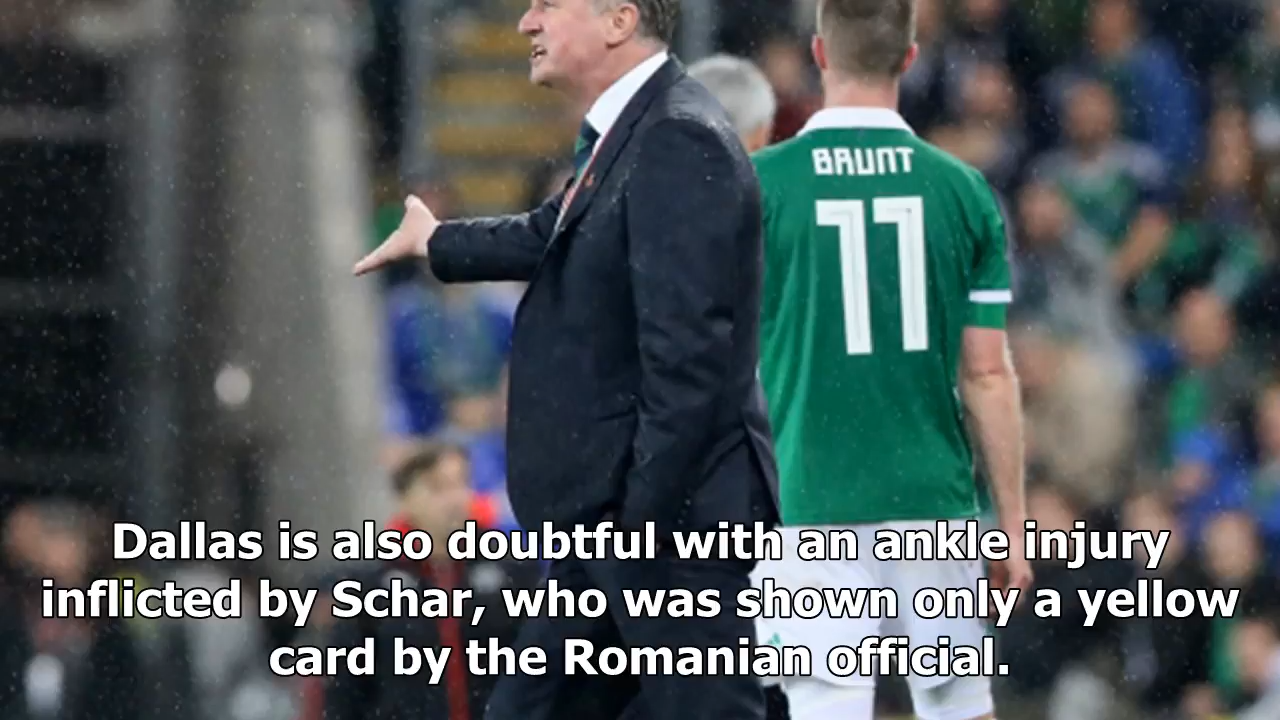 BRUNT
11
Dallas is also doubtful with an ankle injury
inflicted by Schar, who was shown only a yellow
card by the Romanian official.